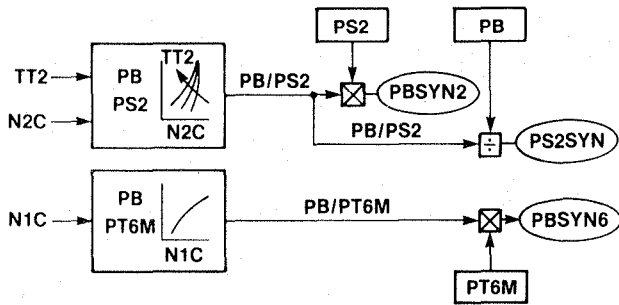 PS2
PB
TT2
PB
PS2
TT2
N2C
PB/PS2
PBSYN2
N2C
PB/PS2
÷
PS2SYN
N1C
PB
PT6M
N1C
PB/PT6M
PBSYN6
PT6M